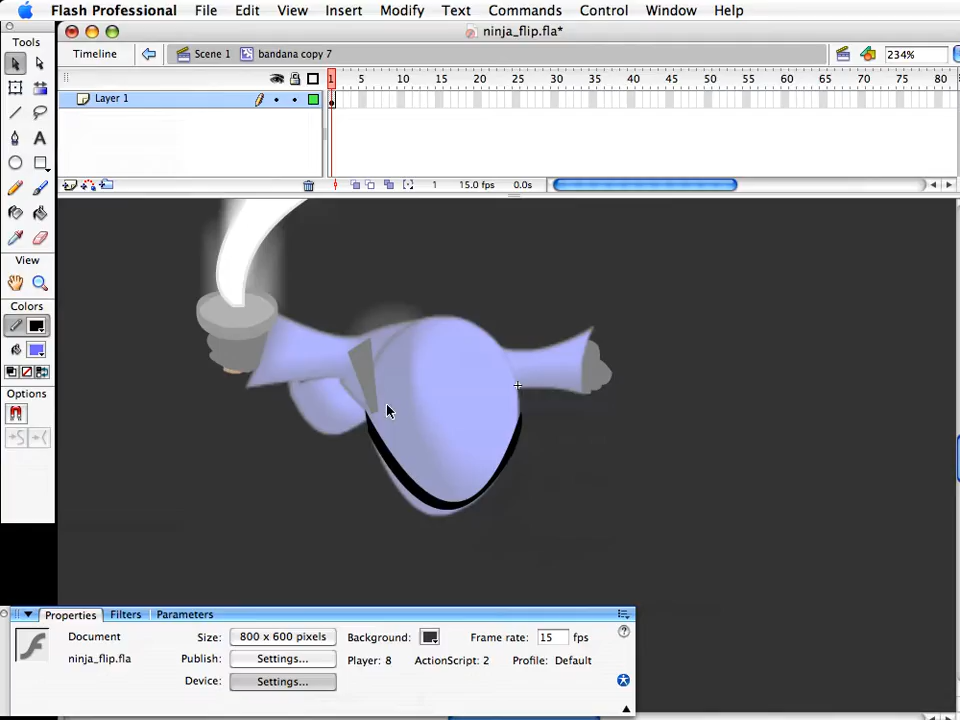 Flash Professional File Edit View Insert Modify Text Commands Control Window Help
ninja_flip.fla*
Tools
Timeline Scene 1 bandana copy 7 234%
1 5 10 15 20 25 30 35 40 45 50 55 60 65 70 75 80
Layer 1
A
1 15.0 fps 0.0s
View
Colors
Options
Properties Filters Parameters
Document Size: 800 x 600 pixels Background: Frame rate: 15 fps
ninja_flip.fla Publish: Settings... Player: 8 ActionScript: 2 Profile: Default
Device: Settings...